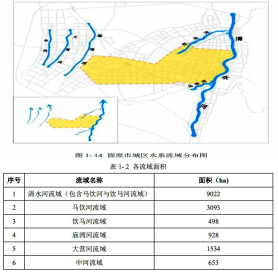 图 1- 14 固原市城区水系流域分布图
表 1- 2 各流域面积
序号 流域名称 面积（ha）
1 清水河流域（包含马饮河与饮马河流域） 9022
2 马饮河流域 3093
3 饮马河流域 498
4 庙湾河流域 928
5 大营河流域 1534
6 中河流域 653